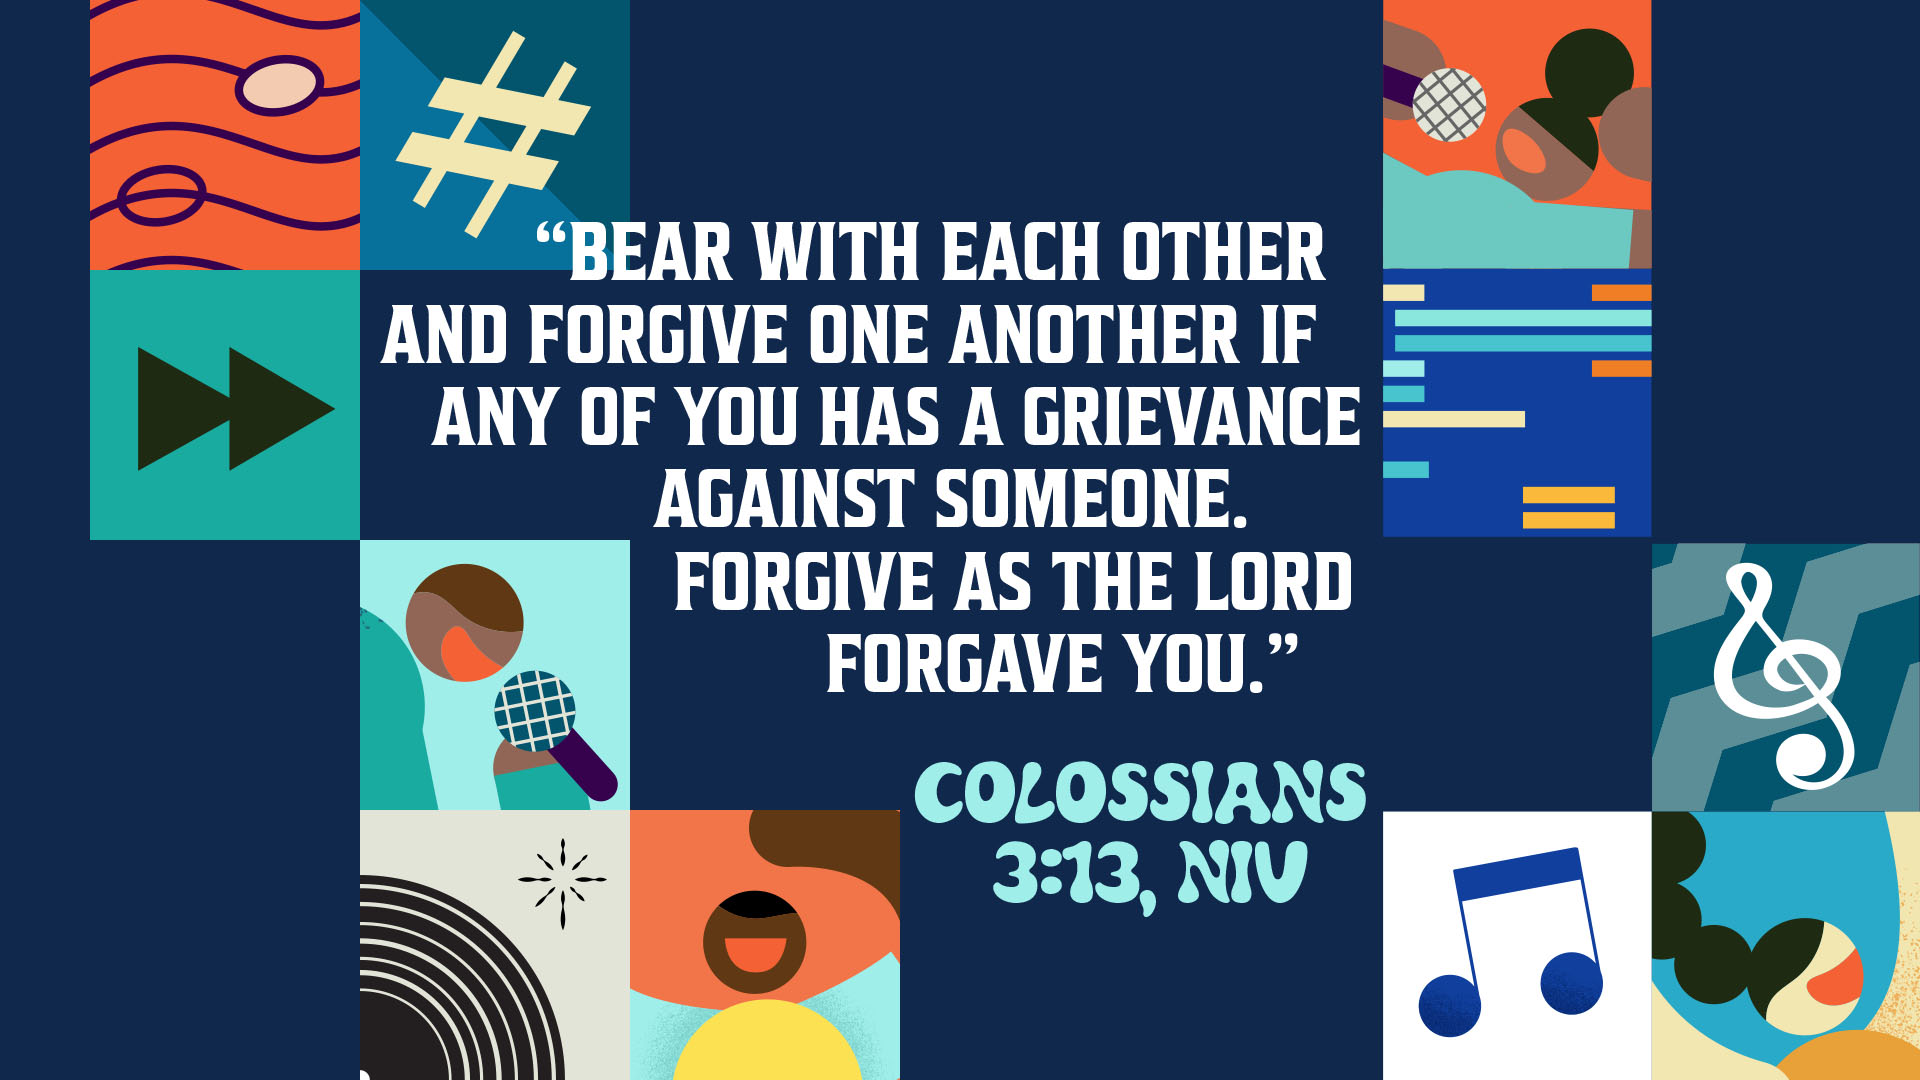 “BEAR WITH EACH OTHER
AND FORGIVE ONE ANOTHER IF
ANY OF YOU HAS A GRIEVANCE
AGAINST SOMEONE.
FORGIVE AS THE LORD
FORGAVE YOU.”
COLOSSIANS
3:13, NIV